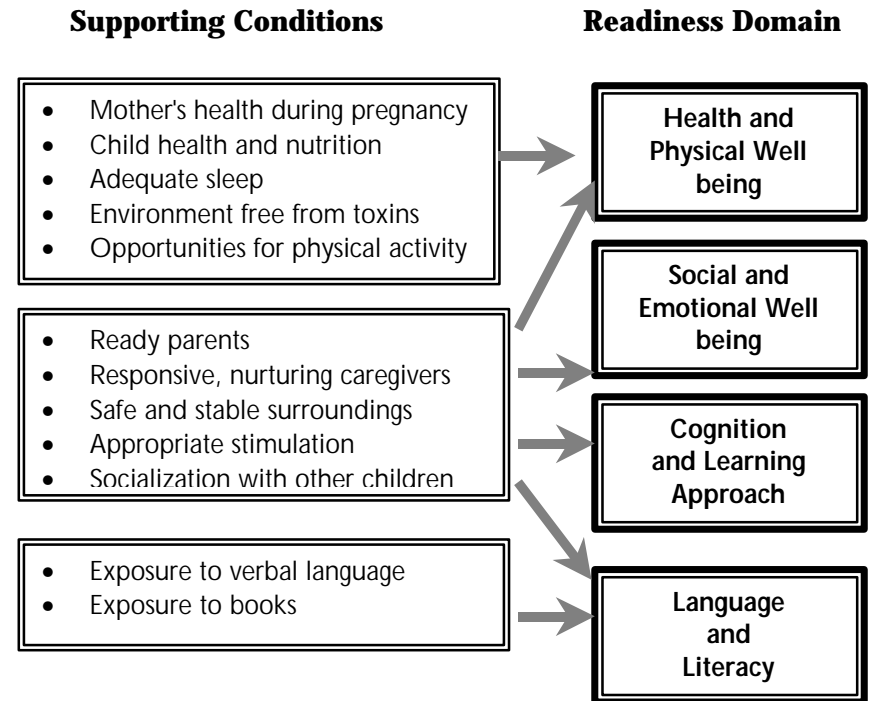 Supporting Conditions
Readiness Domain
• Mother's health during pregnancy
• Child health and nutrition
• Adequate sleep
• Environment free from toxins
• Opportunities for physical activity
Health and
Physical Well
being
• Ready parents
• Responsive, nurturing caregivers
• Safe and stable surroundings
• Appropriate stimulation
• Socialization with other children
Social and
Emotional Well
being
Cognition
and Learning
Approach
• Exposure to verbal language
• Exposure to books
Language
and
Literacy